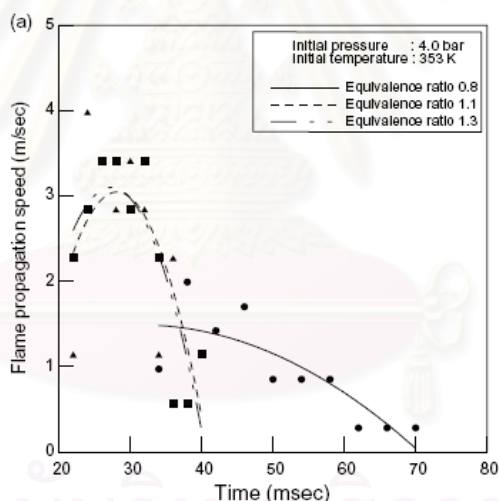 (a)
5
4
3
2
1
0
Flame propagation speed (m/sec)
Initial pressure : 4.0 bar
Initial temperature : 353 K
Equivalence ratio 0.8
Equivalence ratio 1.1
Equivalence ratio 1.3
20 30 40 50 60 70 80
Time (msec)